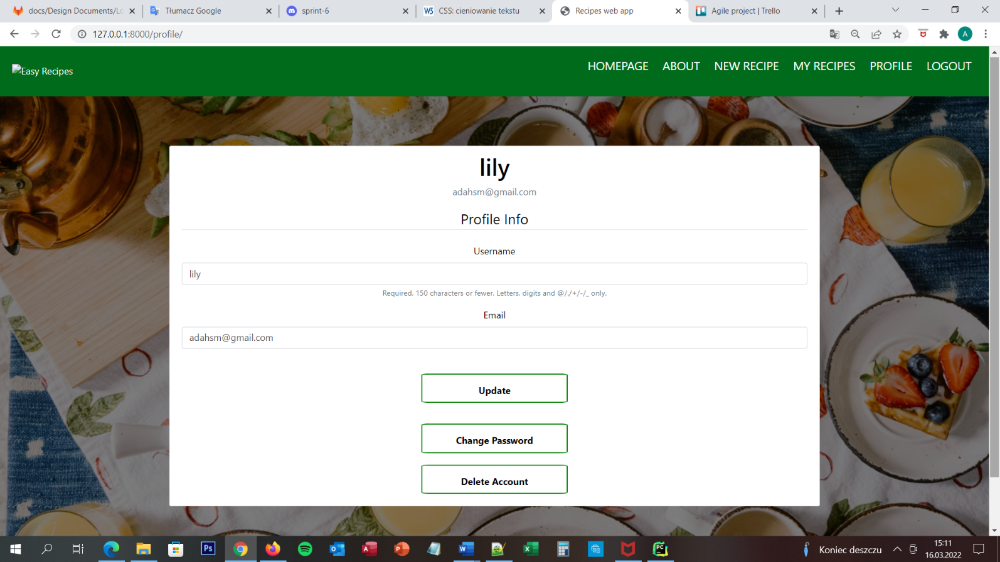 docs/Design Documents/Lo
Tłumacz Google
sprint-6
CSS: cieniowanie tekstu
Recipes web app
Agile project | Trello
127.0.0.1:8000/profile/
A
Easy Recipes
HOMEPAGE
ABOUT
NEW RECIPE
MY RECIPES
PROFILE
LOGOUT
lily
adahsm@gmail.com
Profile Info
Username
lily
Required. 150 characters or fewer. Letters, digits and @/./+/-/_ only.
Email
adahsm@gmail.com
Update
Change Password
Delete Account
Koniec deszczu
15:11
16.03.2022